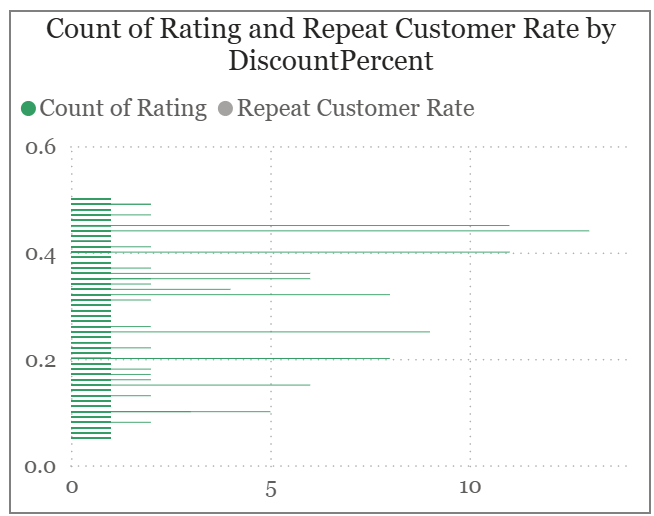 Count of Rating and Repeat Customer Rate by
DiscountPercent
Count of Rating Repeat Customer Rate
0.6
0.4
0.2
0.0
0 5 10